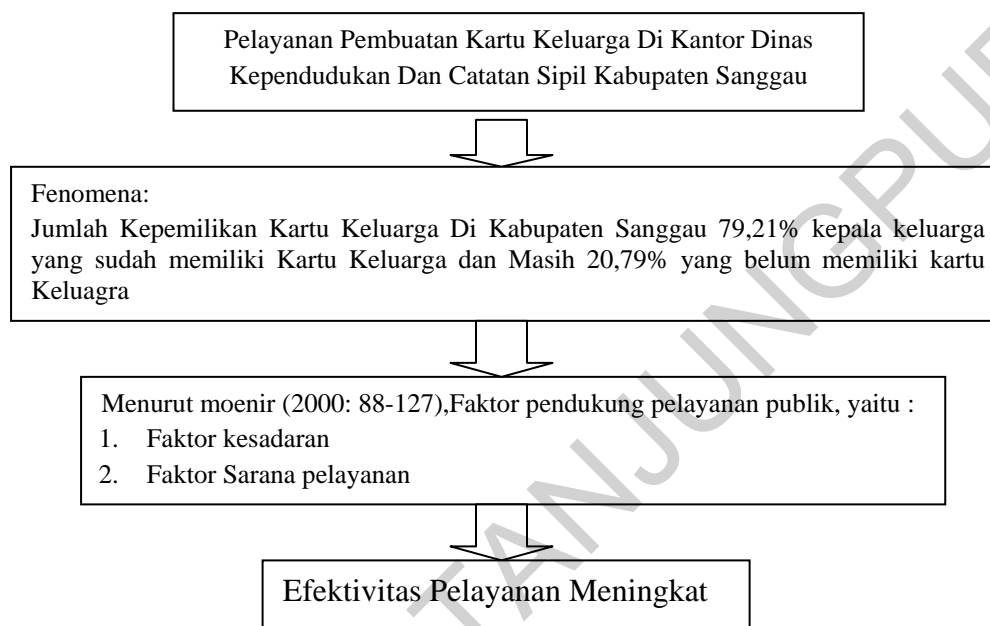 Pelayanan Pembuatan Kartu Keluarga Di Kantor Dinas
Kependudukan Dan Catatan Sipil Kabupaten Sanggau
Fenomena:
Jumlah Kepemilikan Kartu Keluarga Di Kabupaten Sanggau 79,21% kepala keluarga
yang sudah memiliki Kartu Keluarga dan Masih 20,79% yang belum memiliki kartu
Keluagra
Menurut moenir (2000: 88-127),Faktor pendukung pelayanan publik, yaitu :
1. Faktor kesadaran
2. Faktor Sarana pelayanan
Efektivitas Pelayanan Meningkat
TANJUNGPUR